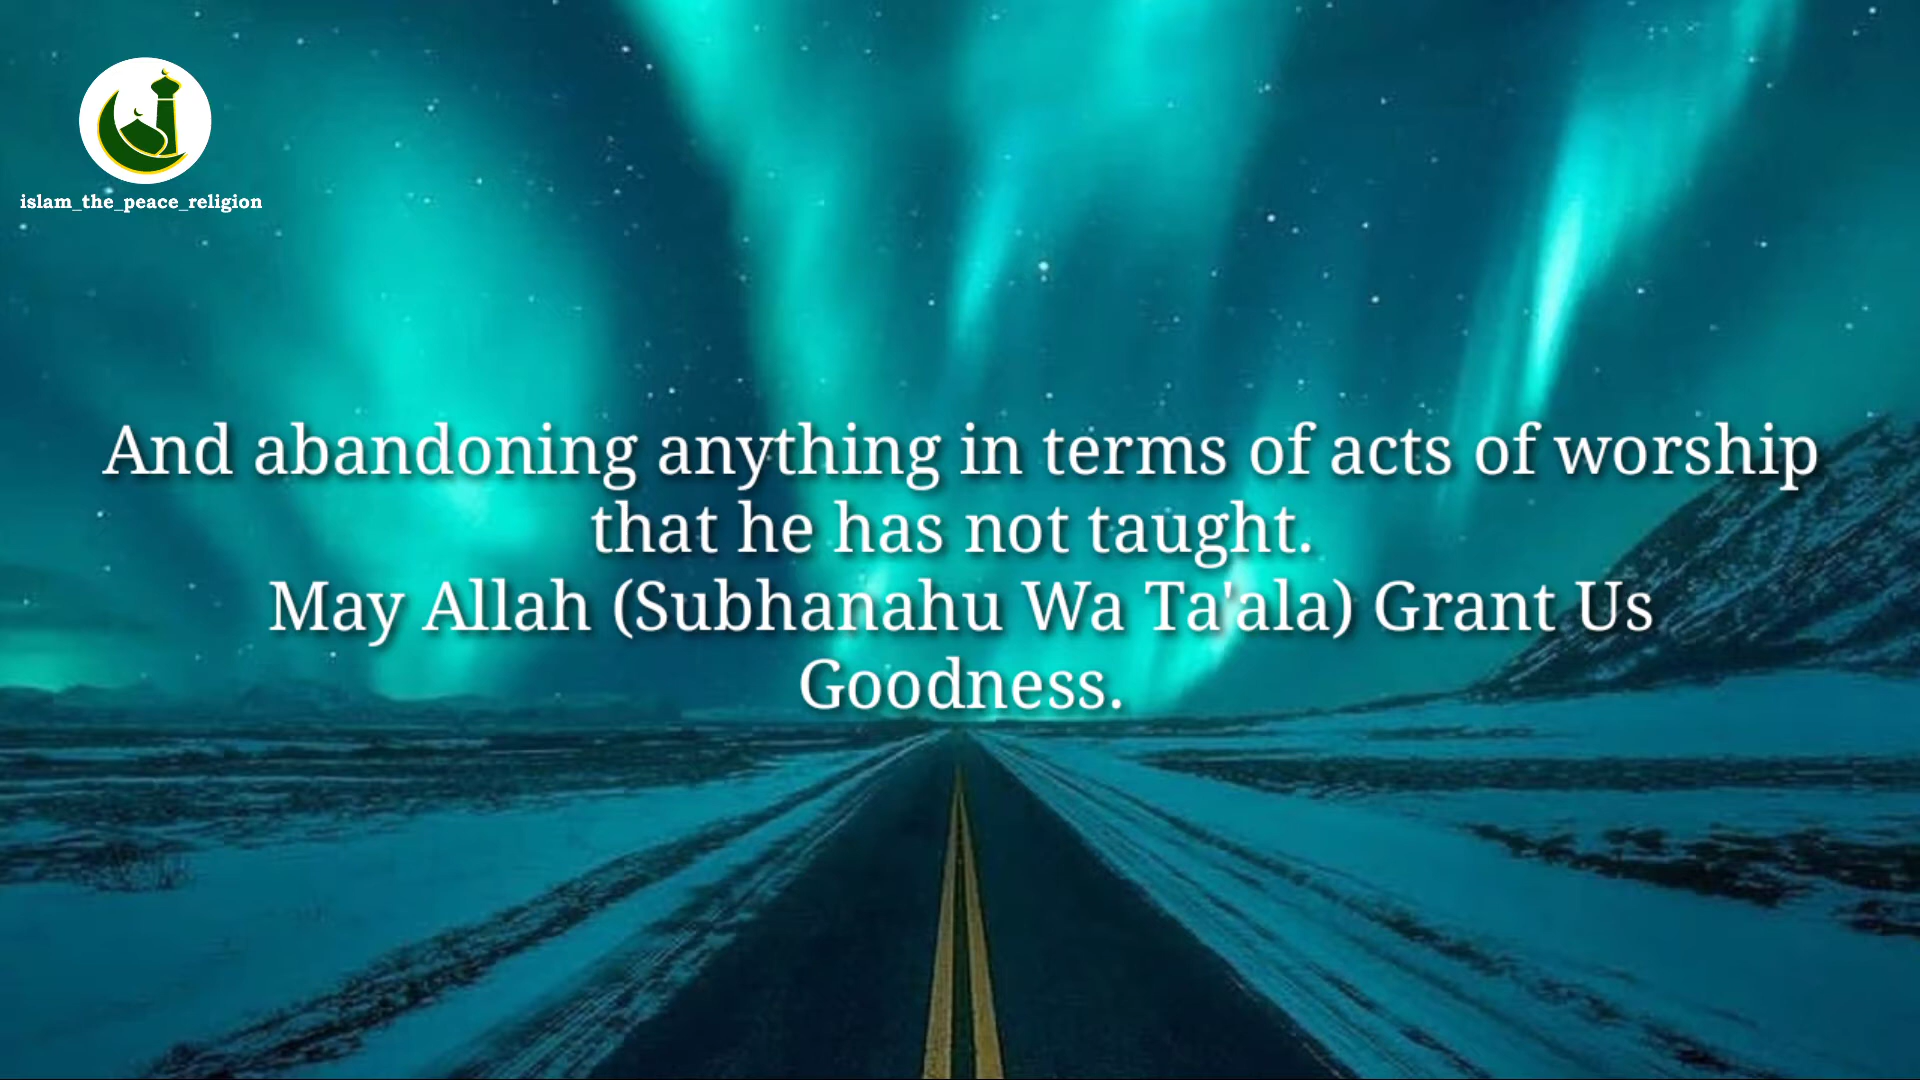 islam_the_peace_religion
And abandoning anything in terms of acts of worship
that he has not taught.
May Allah (Subhanahu Wa Ta'ala) Grant Us
Goodness.